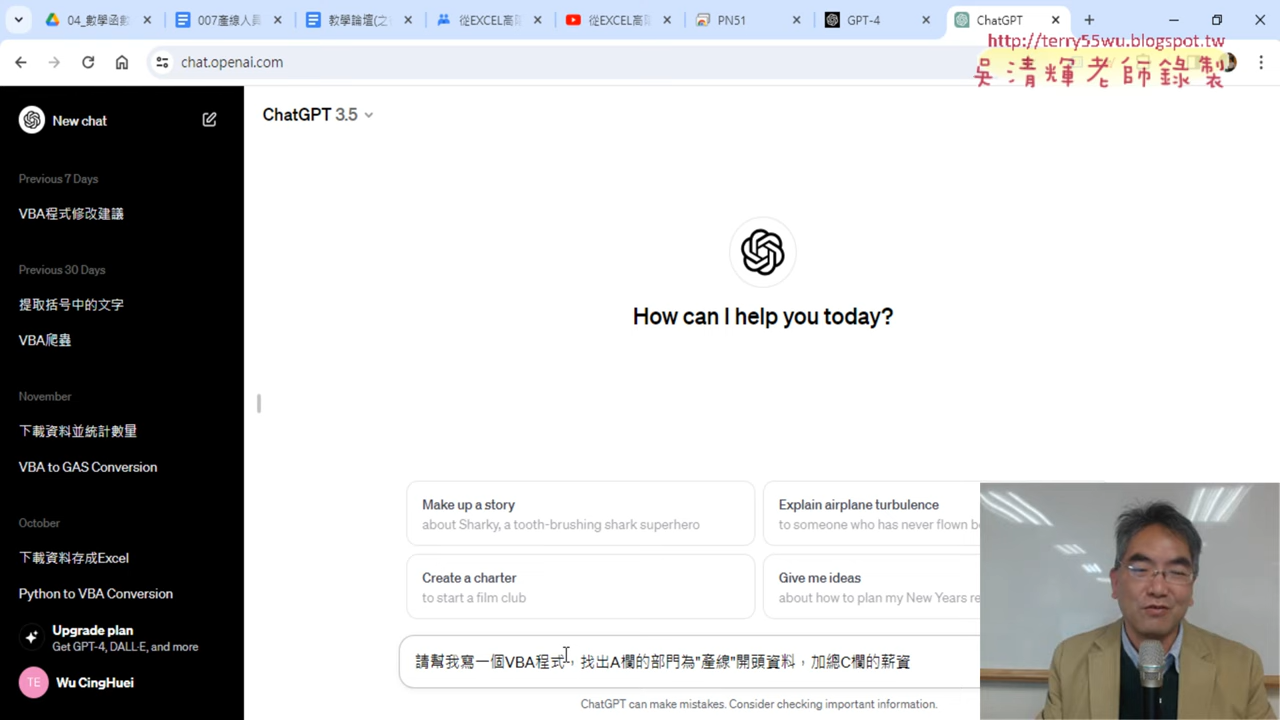 04_數學函數
007產線人員
教學論壇(之
從EXCEL高階
從EXCEL高階
PN51
GPT-4
ChatGPT
http://terry55wu.blogspot.tw
吳清輝老師錄製
chat.openai.com
New chat
Previous 7 Days
VBA程式修改建議
Previous 30 Days
提取括号中的文字
VBA爬蟲
November
下載資料並統計數量
VBA to GAS Conversion
October
下載資料存成Excel
Python to VBA Conversion
Upgrade plan
Get GPT-4, DALL·E, and more
TE
Wu CingHuei
ChatGPT 3.5
How can I help you today?
Make up a story
about Sharky, a tooth-brushing shark superhero
Explain airplane turbulence
to someone who has never flown be
Create a charter
to start a film club
Give me ideas
about how to plan my New Years re
請幫我寫一個VBA程式，找出A欄的部門為"產線"開頭資料，加總C欄的薪資
ChatGPT can make mistakes. Consider checking important information.